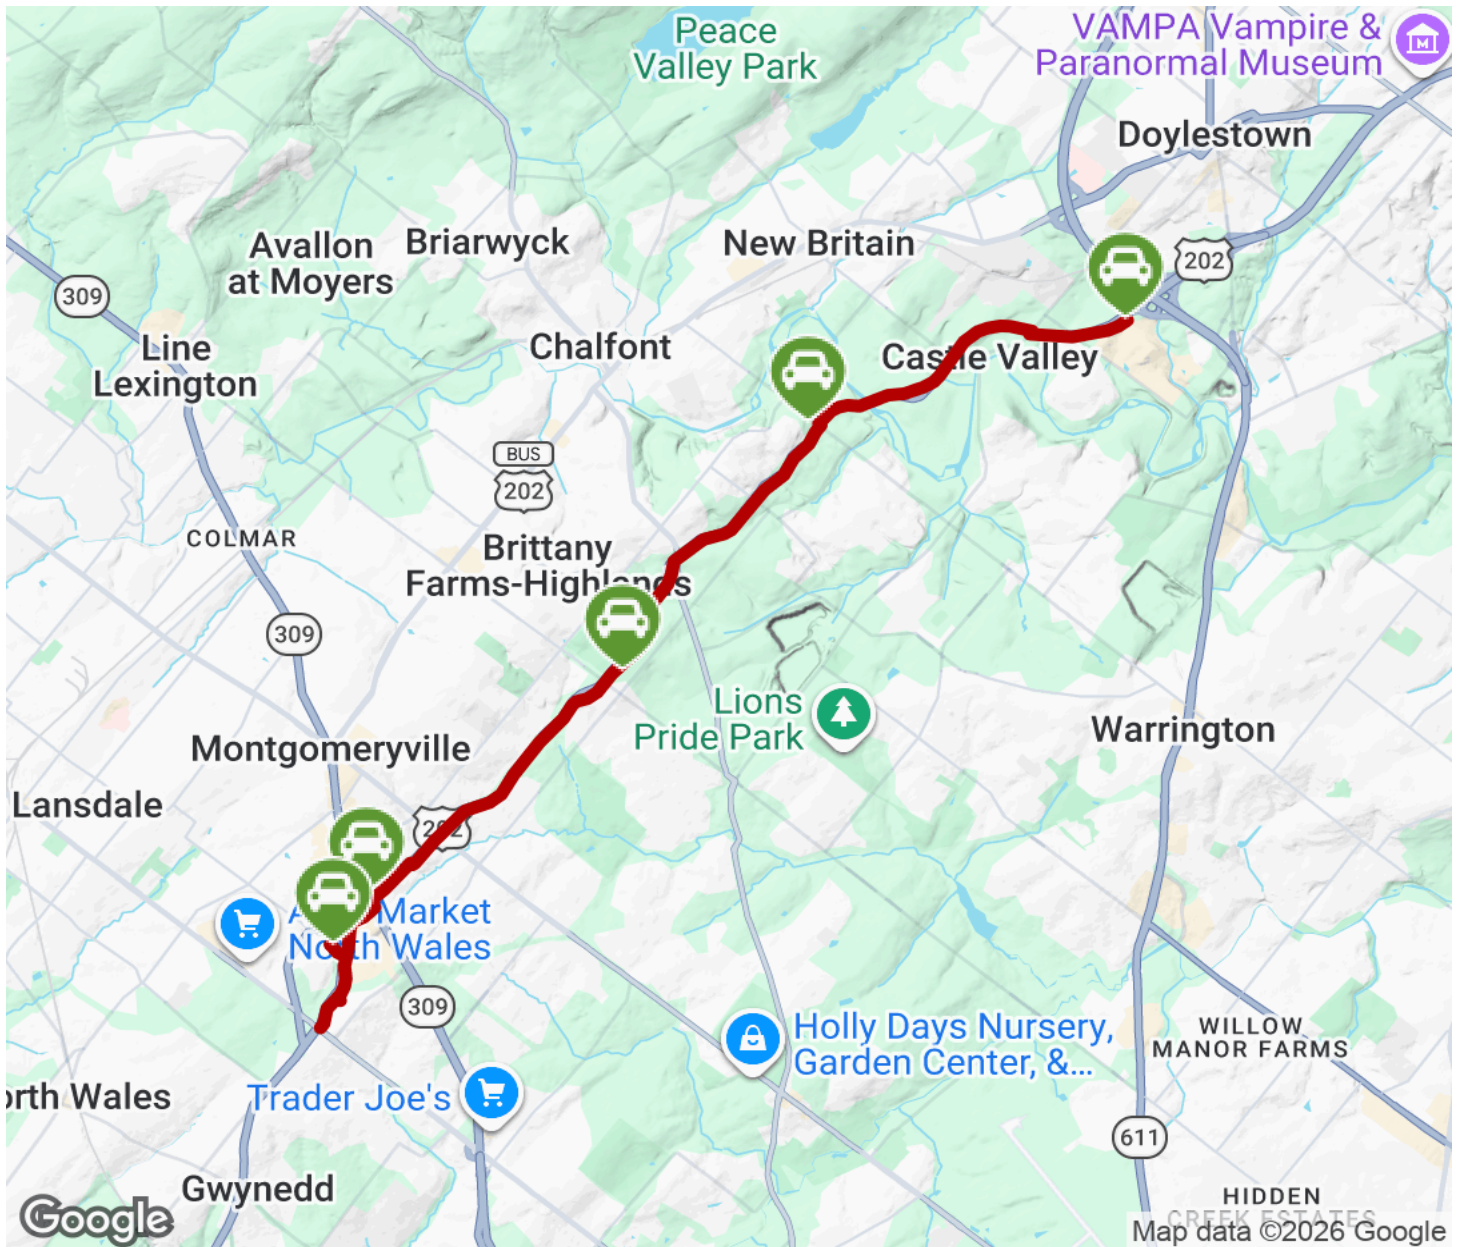 Peace
Valley Park
VAMPA Vampire &
Paranormal Museum
Doylestown
Avallon
at Moyers
Briarwyck
New Britain
202
309
Line
Lexington
Chalfont
Castle Valley
BUS
202
COLMAR
Brittany
Farms-Highlands
309
Lions
Pride Park
Warrington
Montgomeryville
Lansdale
202
Market
North Wales
309
Holly Days Nursery,
Garden Center, &...
WILLOW
MANOR FARMS
orth Wales
Trader Joe's
611
Gwynedd
HIDDEN
CREEK ESTATES
Google
Map data ©2026 Google